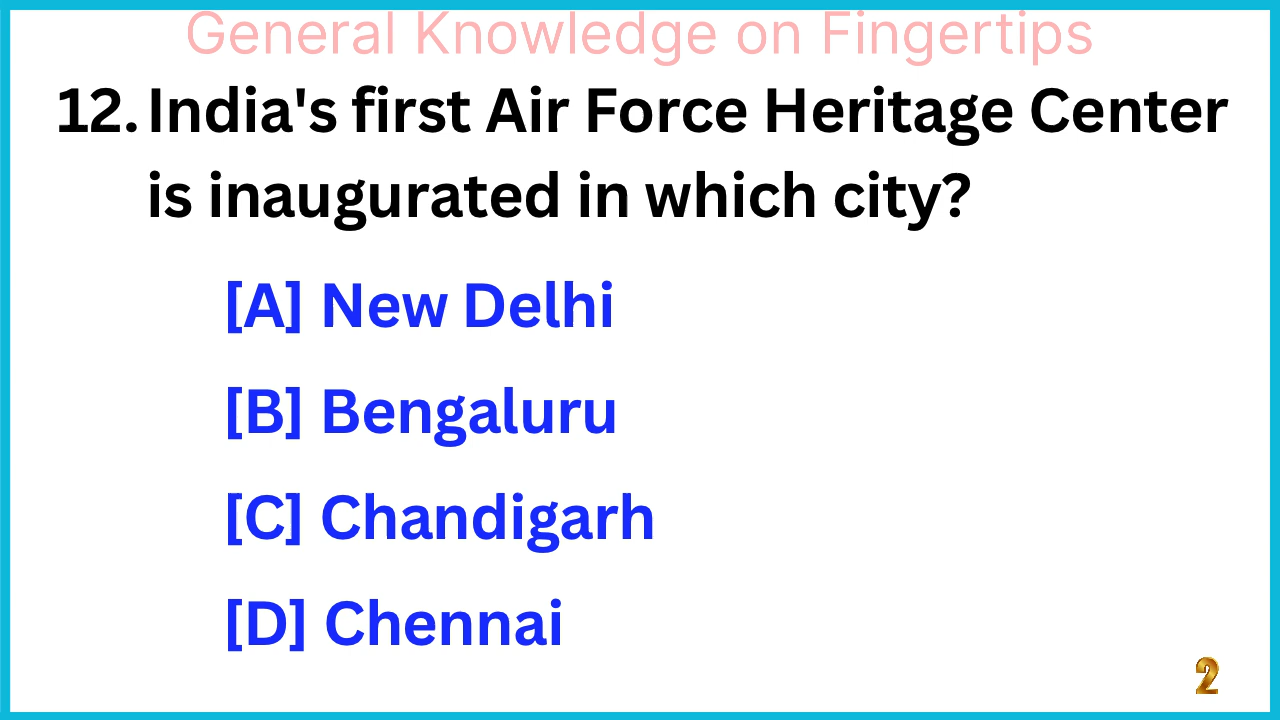 General Knowledge on Fingertips
12. India's first Air Force Heritage Center
is inaugurated in which city?
[A] New Delhi
[B] Bengaluru
[C] Chandigarh
[D] Chennai
2